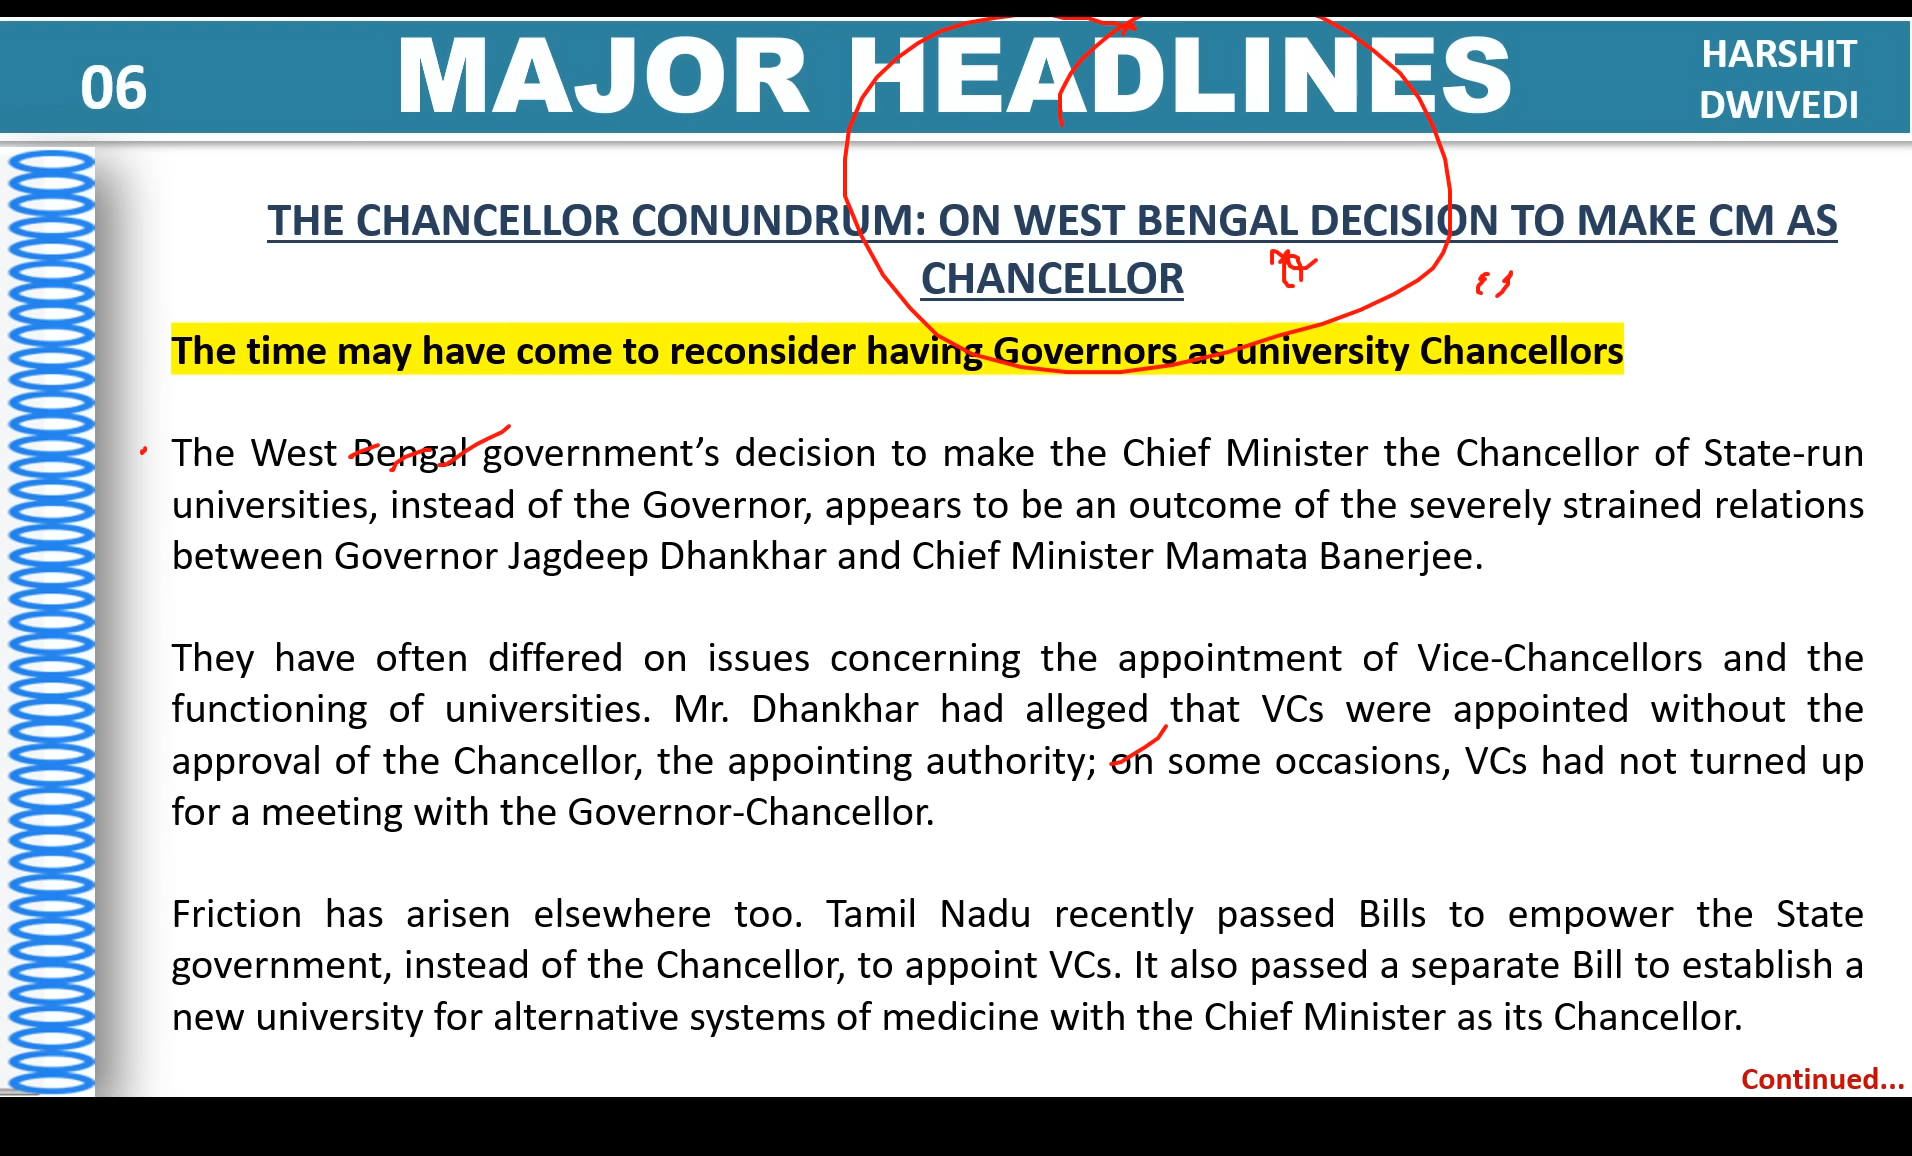 06
MAJOR HEADLINES
HARSHIT
DWIVEDI
THE CHANCELLOR CONUNDRUM: ON WEST BENGAL DECISION TO MAKE CM AS
CHANCELLOR
The time may have come to reconsider having Governors as university Chancellors
The West Bengal government’s decision to make the Chief Minister the Chancellor of State-run
universities, instead of the Governor, appears to be an outcome of the severely strained relations
between Governor Jagdeep Dhankhar and Chief Minister Mamata Banerjee.
They have often differed on issues concerning the appointment of Vice-Chancellors and the
functioning of universities. Mr. Dhankhar had alleged that VCs were appointed without the
approval of the Chancellor, the appointing authority; on some occasions, VCs had not turned up
for a meeting with the Governor-Chancellor.
Friction has arisen elsewhere too. Tamil Nadu recently passed Bills to empower the State
government, instead of the Chancellor, to appoint VCs. It also passed a separate Bill to establish a
new university for alternative systems of medicine with the Chief Minister as its Chancellor.
Continued...